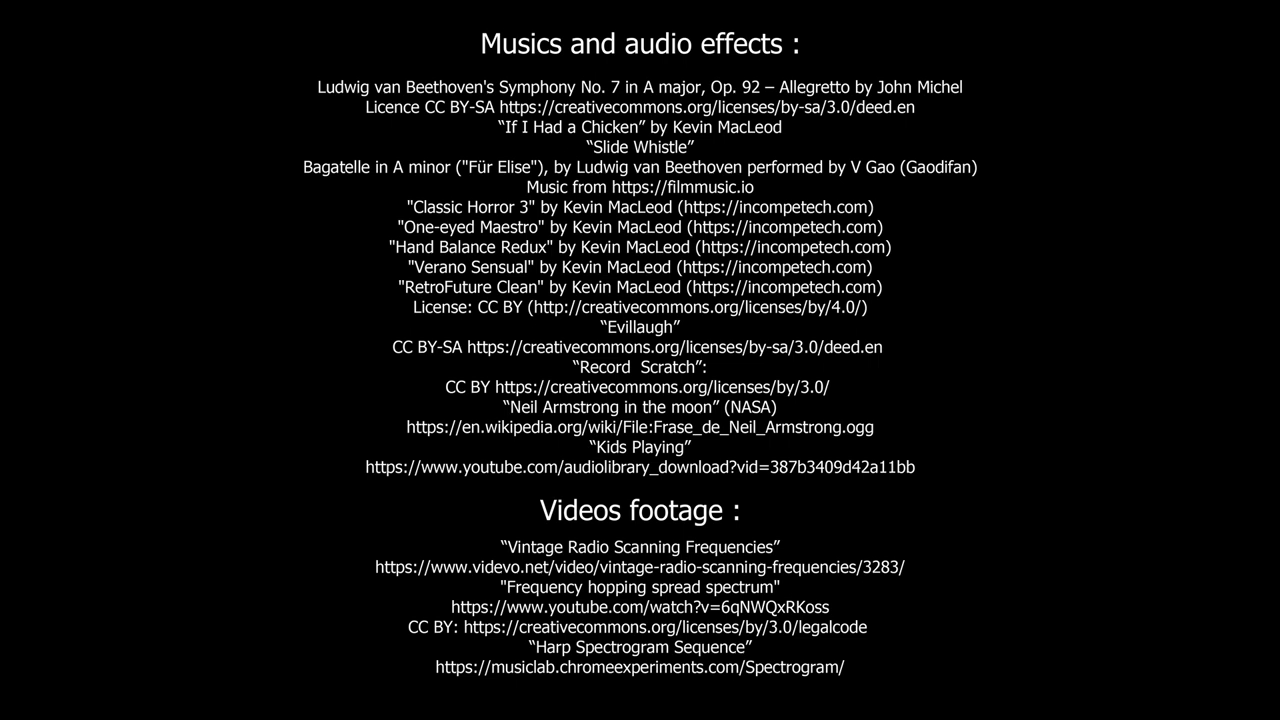 Musics and audio effects :
Ludwig van Beethoven's Symphony No. 7 in A major, Op. 92 – Allegretto by John Michel
Licence CC BY-SA https://creativecommons.org/licenses/by-sa/3.0/deed.en
“If I Had a Chicken” by Kevin MacLeod
“Slide Whistle”
Bagatelle in A minor ("Für Elise"), by Ludwig van Beethoven performed by V Gao (Gaodifan)
Music from https://filmmusic.io
"Classic Horror 3" by Kevin MacLeod (https://incompetech.com)
"One-eyed Maestro" by Kevin MacLeod (https://incompetech.com)
"Hand Balance Redux" by Kevin MacLeod (https://incompetech.com)
"Verano Sensual" by Kevin MacLeod (https://incompetech.com)
"RetroFuture Clean" by Kevin MacLeod (https://incompetech.com)
License: CC BY (http://creativecommons.org/licenses/by/4.0/)
“Evillaugh”
CC BY-SA https://creativecommons.org/licenses/by-sa/3.0/deed.en
“Record  Scratch”:
CC BY https://creativecommons.org/licenses/by/3.0/
“Neil Armstrong in the moon” (NASA)
https://en.wikipedia.org/wiki/File:Frase_de_Neil_Armstrong.ogg
“Kids Playing”
https://www.youtube.com/audiolibrary_download?vid=387b3409d42a11bb
Videos footage :
“Vintage Radio Scanning Frequencies”
https://www.videvo.net/video/vintage-radio-scanning-frequencies/3283/
"Frequency hopping spread spectrum"
https://www.youtube.com/watch?v=6qNWQxRKoss
CC BY: https://creativecommons.org/licenses/by/3.0/legalcode
“Harp Spectrogram Sequence”
https://musiclab.chromeexperiments.com/Spectrogram/